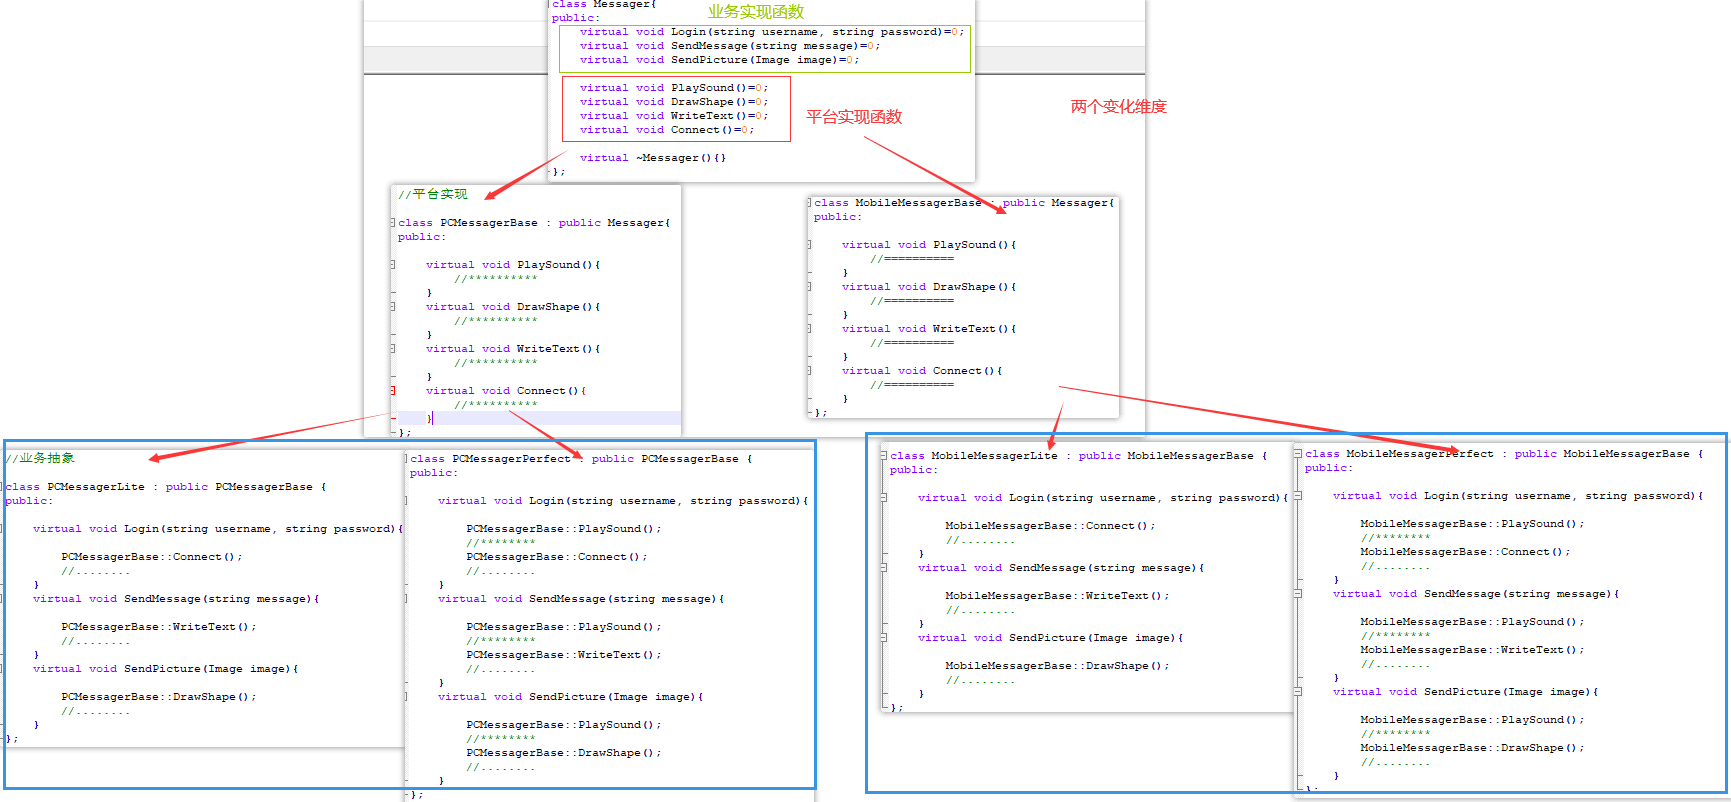 class Messager{
public:
业务实现函数
virtual void Login(string username, string password)=0;
virtual void SendMessage(string message)=0;
virtual void SendPicture(Image image)=0;
virtual void PlaySound()=0;
virtual void DrawShape()=0;
virtual void WriteText()=0;
virtual void Connect()=0;
平台实现函数
两个变化维度
virtual ~Messager(){}
};
//平台实现
class PCMessagerBase : public Messager{
public:
virtual void PlaySound(){
//**********
}
virtual void DrawShape(){
//**********
}
virtual void WriteText(){
//**********
}
virtual void Connect(){
//**********
}
};
class MobileMessagerBase : public Messager{
public:
virtual void PlaySound(){
//==========
}
virtual void DrawShape(){
//==========
}
virtual void WriteText(){
//==========
}
virtual void Connect(){
//==========
}
};
//业务抽象
class PCMessagerLite : public PCMessagerBase {
public:
virtual void Login(string username, string password){
PCMessagerBase::Connect();
//........
}
virtual void SendMessage(string message){
PCMessagerBase::WriteText();
//........
}
virtual void SendPicture(Image image){
PCMessagerBase::DrawShape();
//........
}
};
class PCMessagerPerfect : public PCMessagerBase {
public:
virtual void Login(string username, string password){
PCMessagerBase::PlaySound();
//********
PCMessagerBase::Connect();
//........
}
virtual void SendMessage(string message){
PCMessagerBase::PlaySound();
//********
PCMessagerBase::WriteText();
//........
}
virtual void SendPicture(Image image){
PCMessagerBase::PlaySound();
//********
PCMessagerBase::DrawShape();
//........
}
};
class MobileMessagerLite : public MobileMessagerBase {
public:
virtual void Login(string username, string password){
MobileMessagerBase::Connect();
//........
}
virtual void SendMessage(string message){
MobileMessagerBase::WriteText();
//........
}
virtual void SendPicture(Image image){
MobileMessagerBase::DrawShape();
//........
}
};
class MobileMessagerPerfect : public MobileMessagerBase {
public:
virtual void Login(string username, string password){
MobileMessagerBase::PlaySound();
//********
MobileMessagerBase::Connect();
//........
}
virtual void SendMessage(string message){
MobileMessagerBase::PlaySound();
//********
MobileMessagerBase::WriteText();
//........
}
virtual void SendPicture(Image image){
MobileMessagerBase::PlaySound();
//********
MobileMessagerBase::DrawShape();
//........
}
};